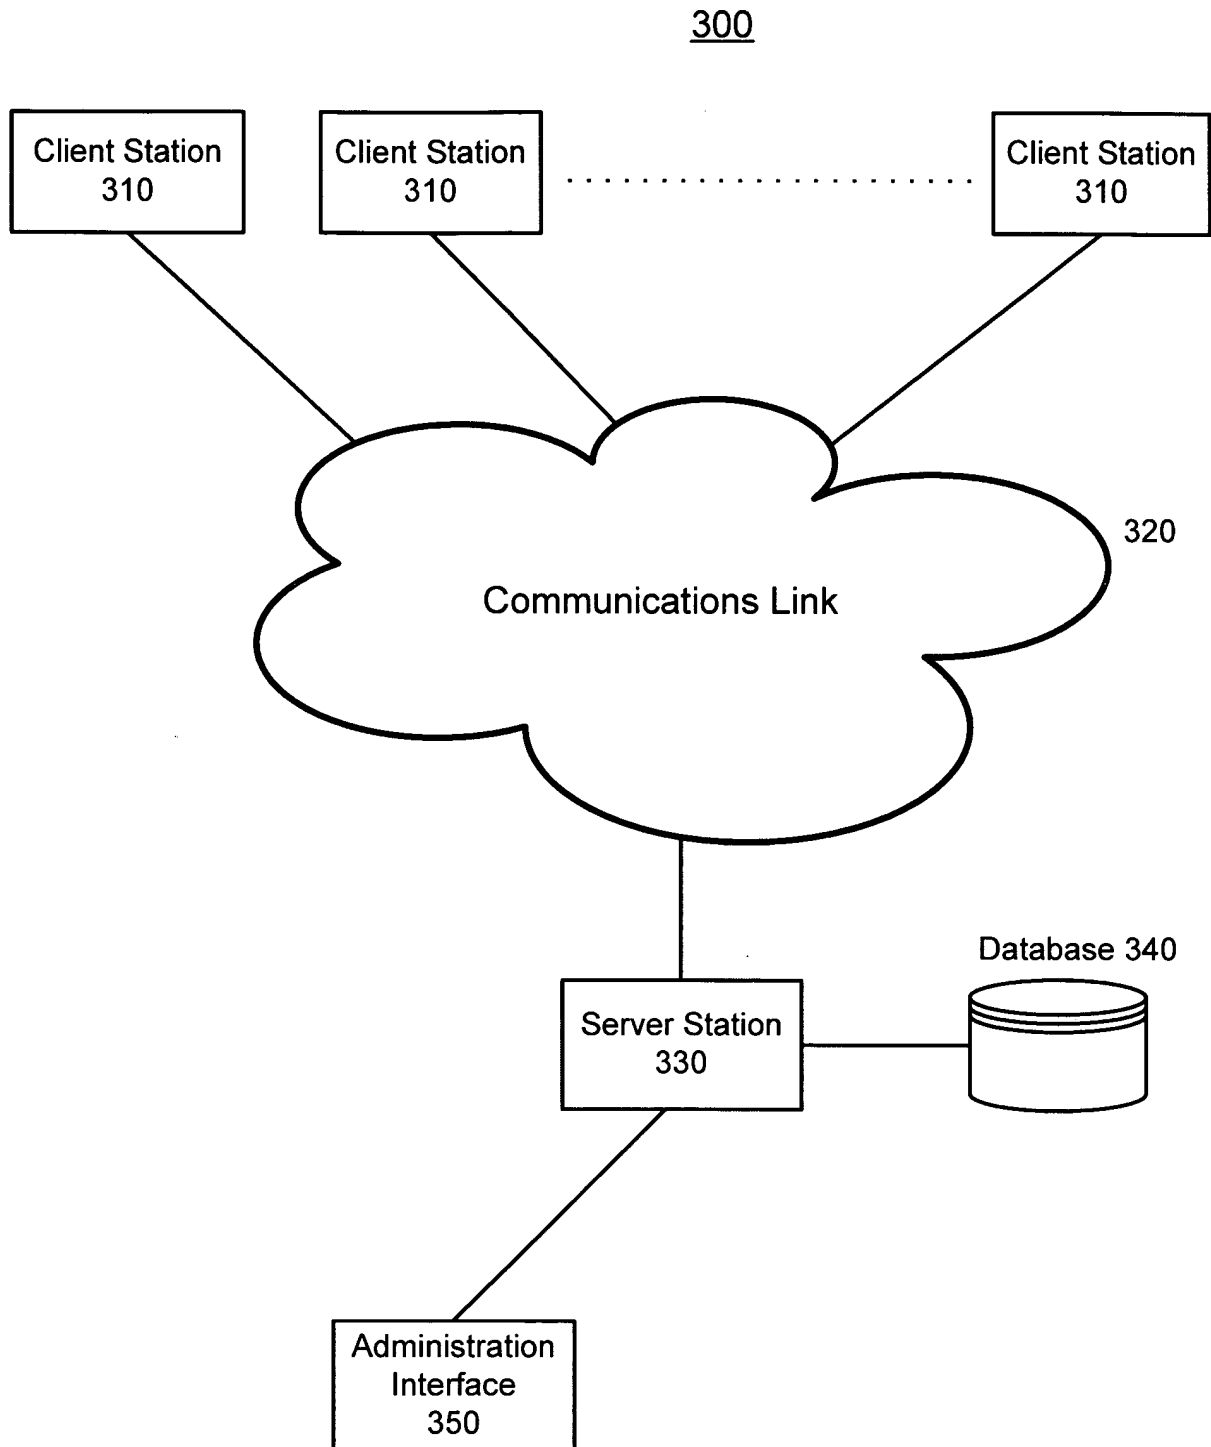 300
Client Station
310
Client Station
310
Client Station
310
320
Communications Link
Database 340
Server Station
330
Administration
Interface
350